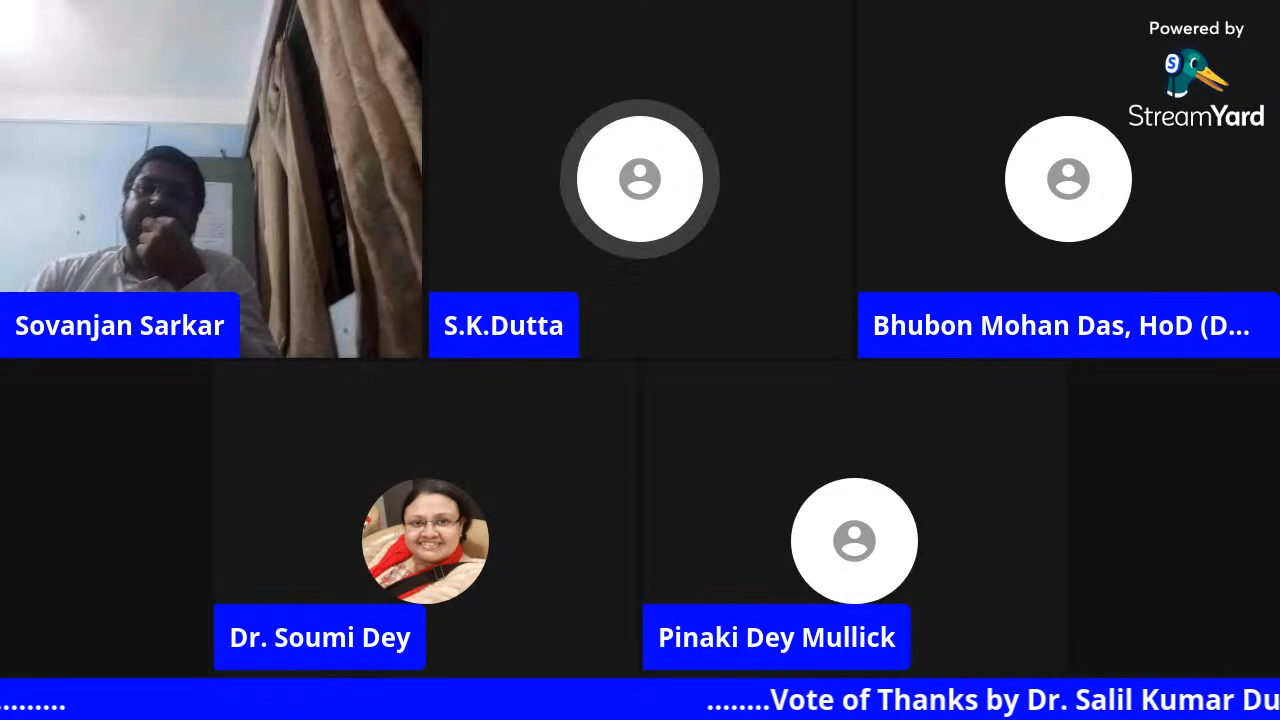 Powered by
S
StreamYard
Sovanjan Sarkar
S.K.Dutta
Bhubon Mohan Das, HoD (D...
Dr. Soumi Dey
Pinaki Dey Mullick
......... ........Vote of Thanks by Dr. Salil Kumar Du